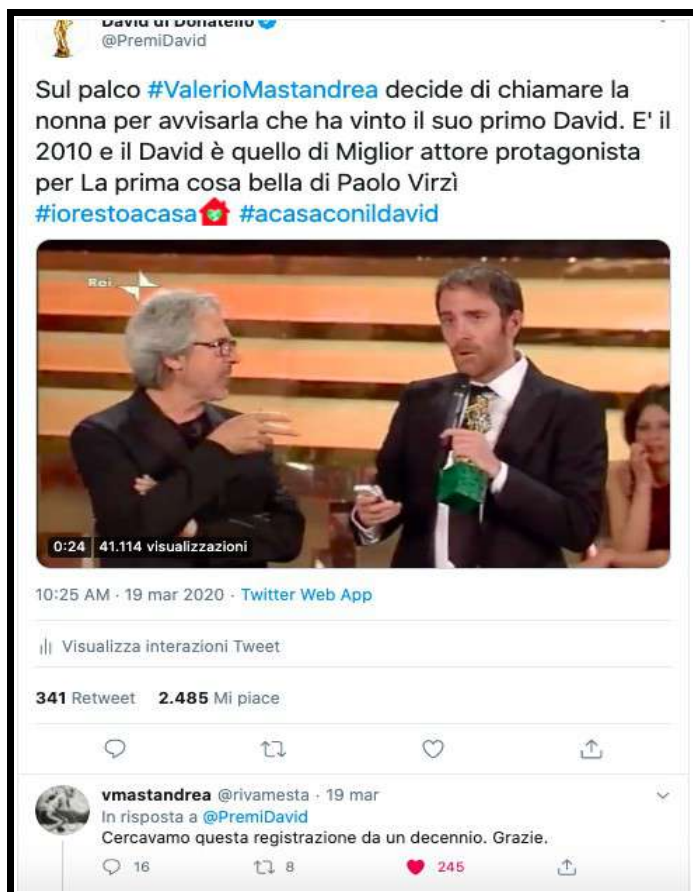 David di Donatello
@PremiDavid
Sul palco #ValerioMastandrea decide di chiamare la
nonna per avvisarla che ha vinto il suo primo David. E' il
2010 e il David è quello di Miglior attore protagonista
per La prima cosa bella di Paolo Virzì
#iorestoacasa #acasaconildavid
Rai
0:24 41.114 visualizzazioni
10:25 AM · 19 mar 2020 · Twitter Web App
Visualizza interazioni Tweet
341 Retweet 2.485 Mi piace
vmastandrea @rivamesta · 19 mar
In risposta a @PremiDavid
Cercavamo questa registrazione da un decennio. Grazie.
16 8 245